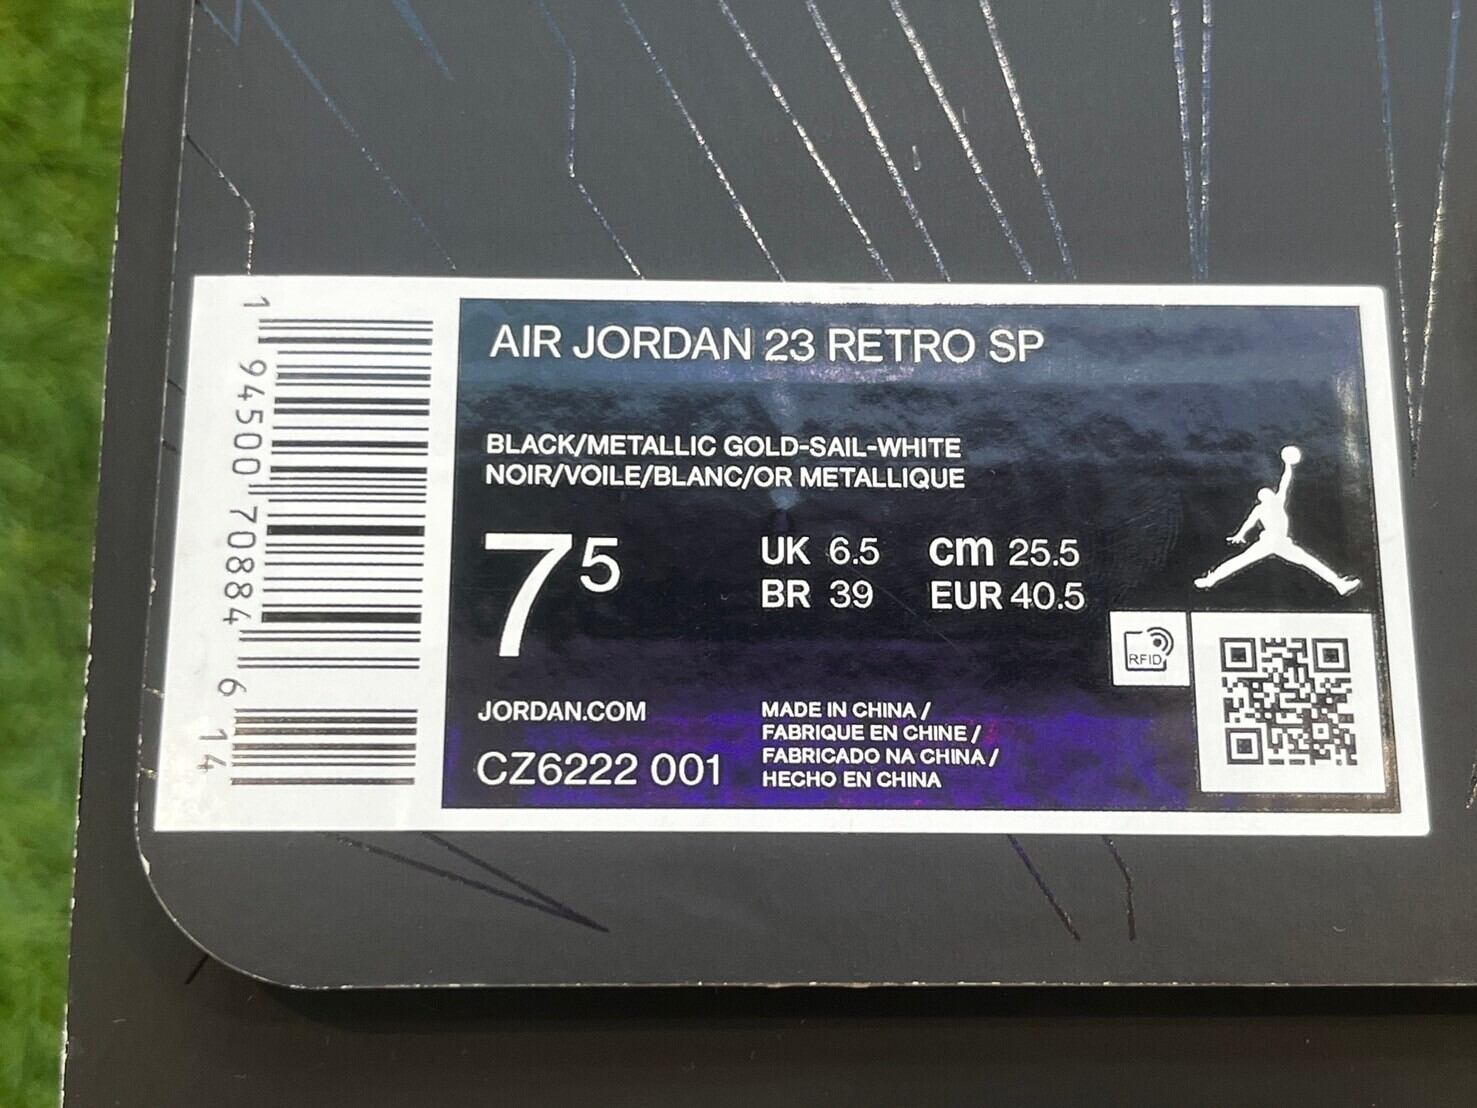 1 94500 70884 6 14
AIR JORDAN 23 RETRO SP
BLACK/METALLIC GOLD-SAIL-WHITE
NOIR/VOILE/BLANC/OR METALLIQUE
7 5
UK 6.5 cm 25.5
BR 39 EUR 40.5
RFID
JORDAN.COM
CZ6222 001
MADE IN CHINA /
FABRIQUE EN CHINE /
FABRICADO NA CHINA /
HECHO EN CHINA